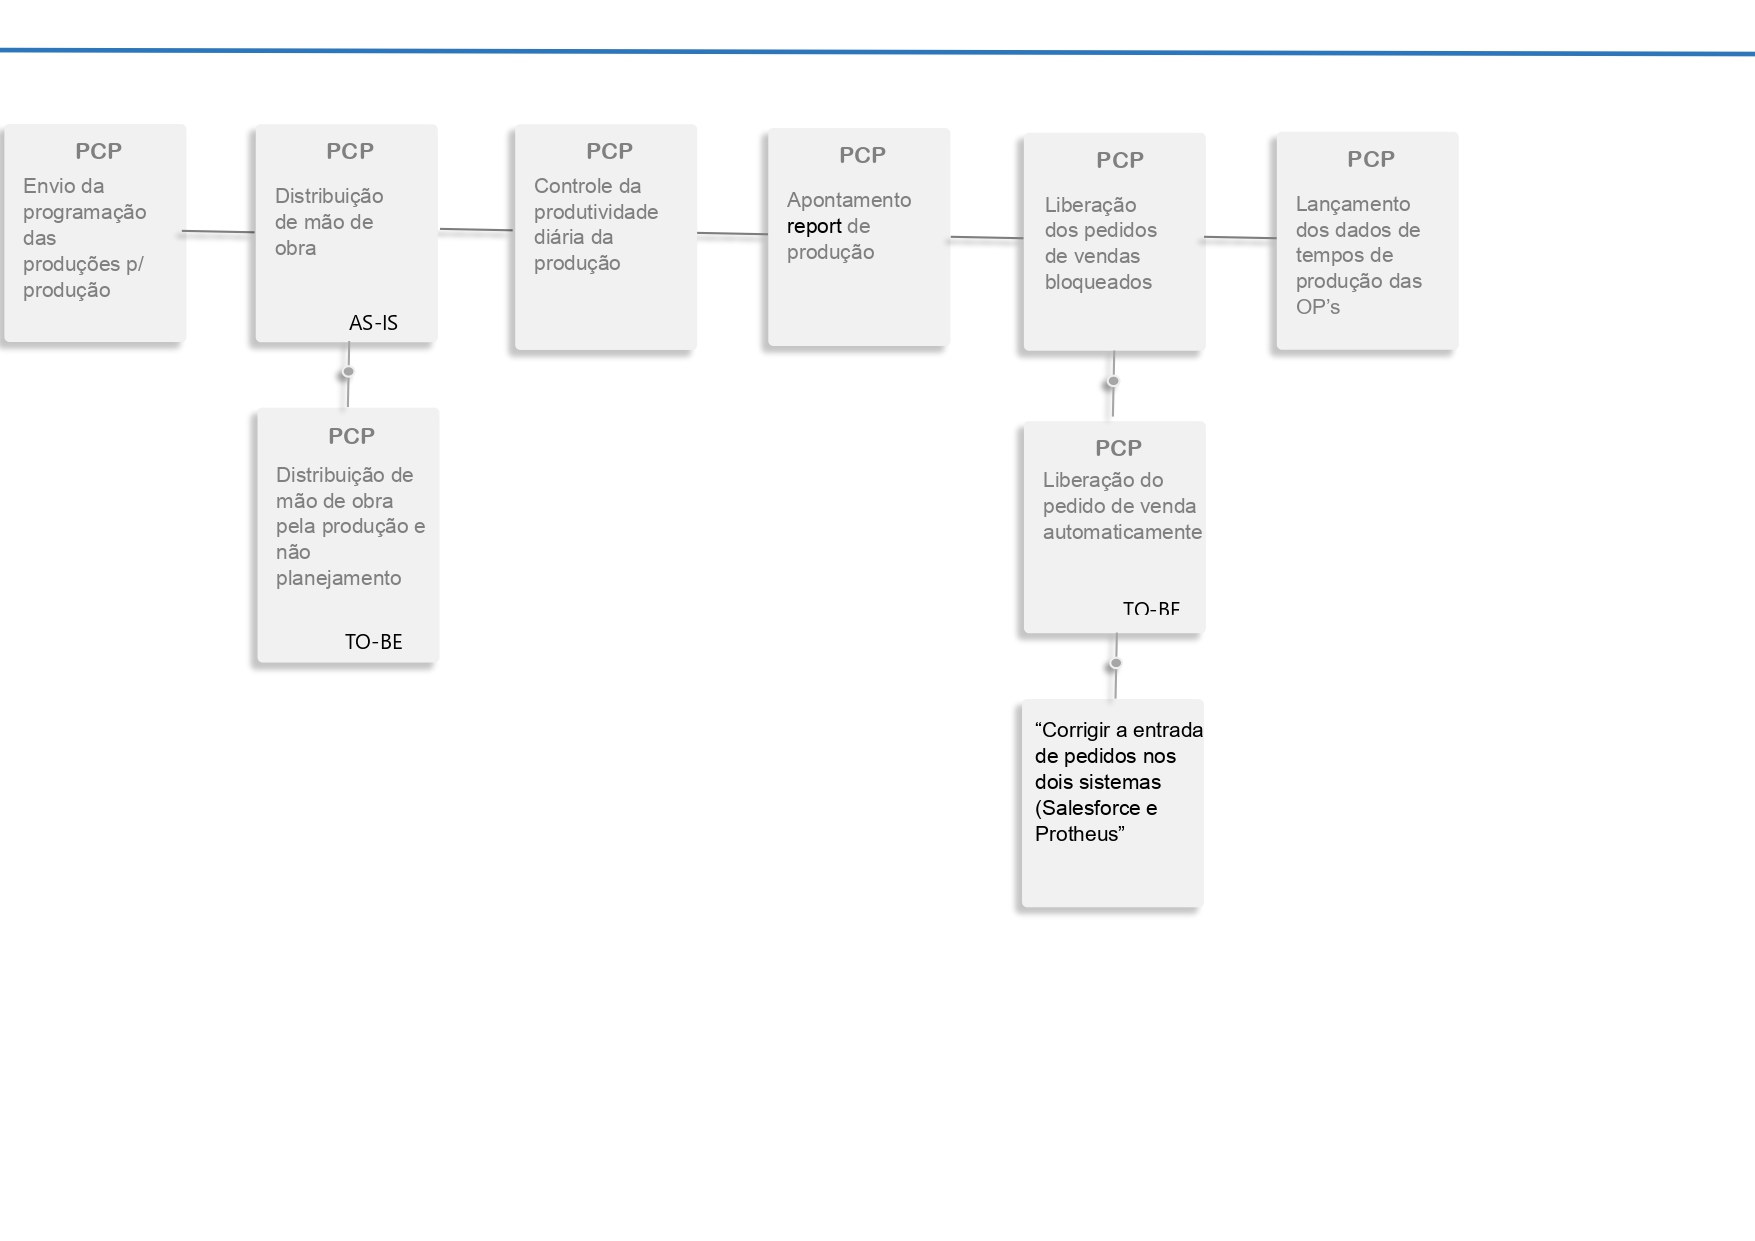 PCP
Envio da
programação
das
produções p/
produção
PCP
Distribuição
de mão de
obra
AS-IS
PCP
Controle da
produtividade
diária da
produção
PCP
Apontamento
report de
produção
PCP
Liberação
dos pedidos
de vendas
bloqueados
PCP
Lançamento
dos dados de
tempos de
produção das
OP’s
PCP
Distribuição de
mão de obra
pela produção e
não
planejamento
TO-BE
PCP
Liberação do
pedido de venda
automaticamente
TO-BE
“Corrigir a entrada
de pedidos nos
dois sistemas
(Salesforce e
Protheus”